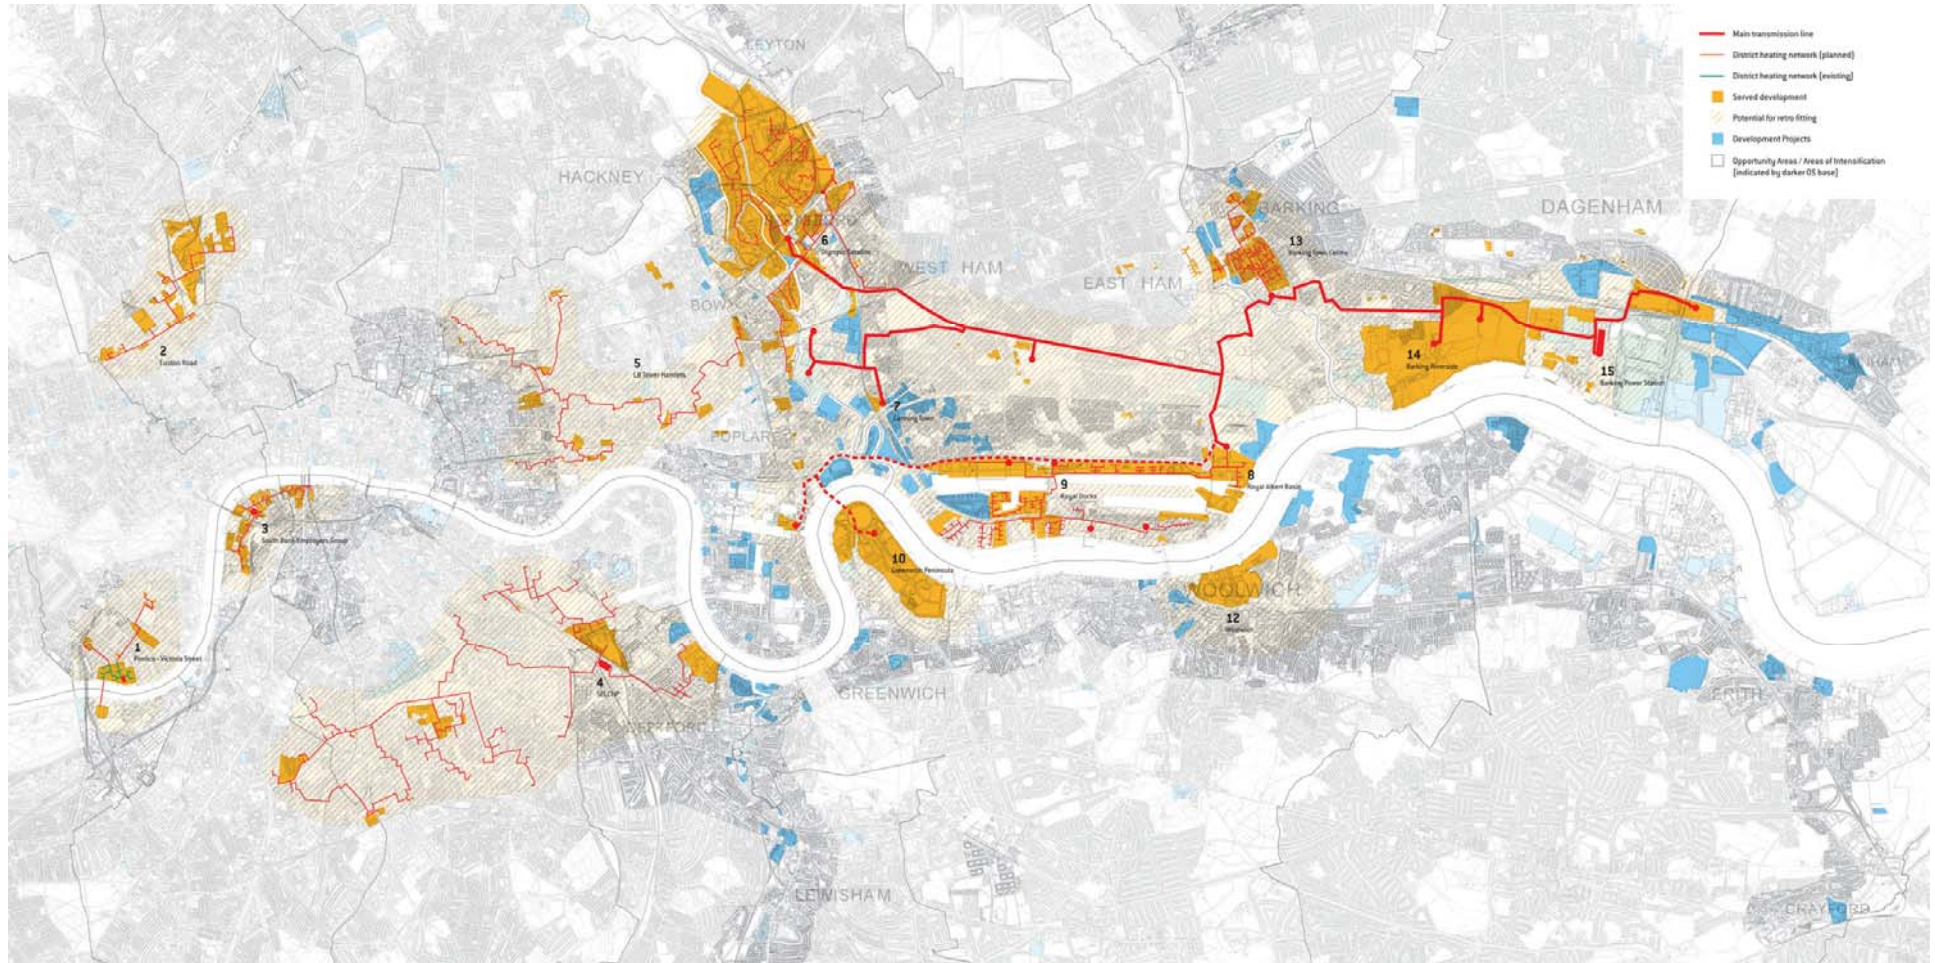 Main transmission line
District heating network (planned)
District heating network (existing)
Served development
Potential for retro fitting
Development Projects
Opportunity Areas / Areas of Intensification
(indicated by darker OS base)
LEYTON
HACKNEY
BARKING
DAGENHAM
6
13
Barking Town Centre
WEST HAM
EAST HAM
BOW
2
Euston Road
5
LB Tower Hamlets
14
Barking Riverside
15
Barking Power Station
7
Canning Town
POPLAR
8
Royal Albert Basin
9
Royal Docks
3
South Bank Employers Group
10
Greenwich Peninsula
WOOLWICH
12
Woolwich
1
Pimlico - Victoria Street
4
SELCHP
GREENWICH
ERITH
DEPTFORD
LEWISHAM
CRAYFORD